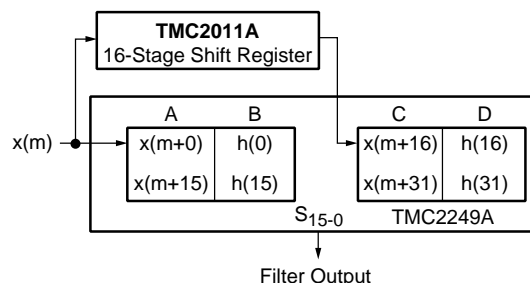 TMC2011A
16-Stage Shift Register
A B C D
x(m) x(m+0) h(0) x(m+16) h(16)
x(m+15) h(15) x(m+31) h(31)
S15-0 TMC2249A
Filter Output